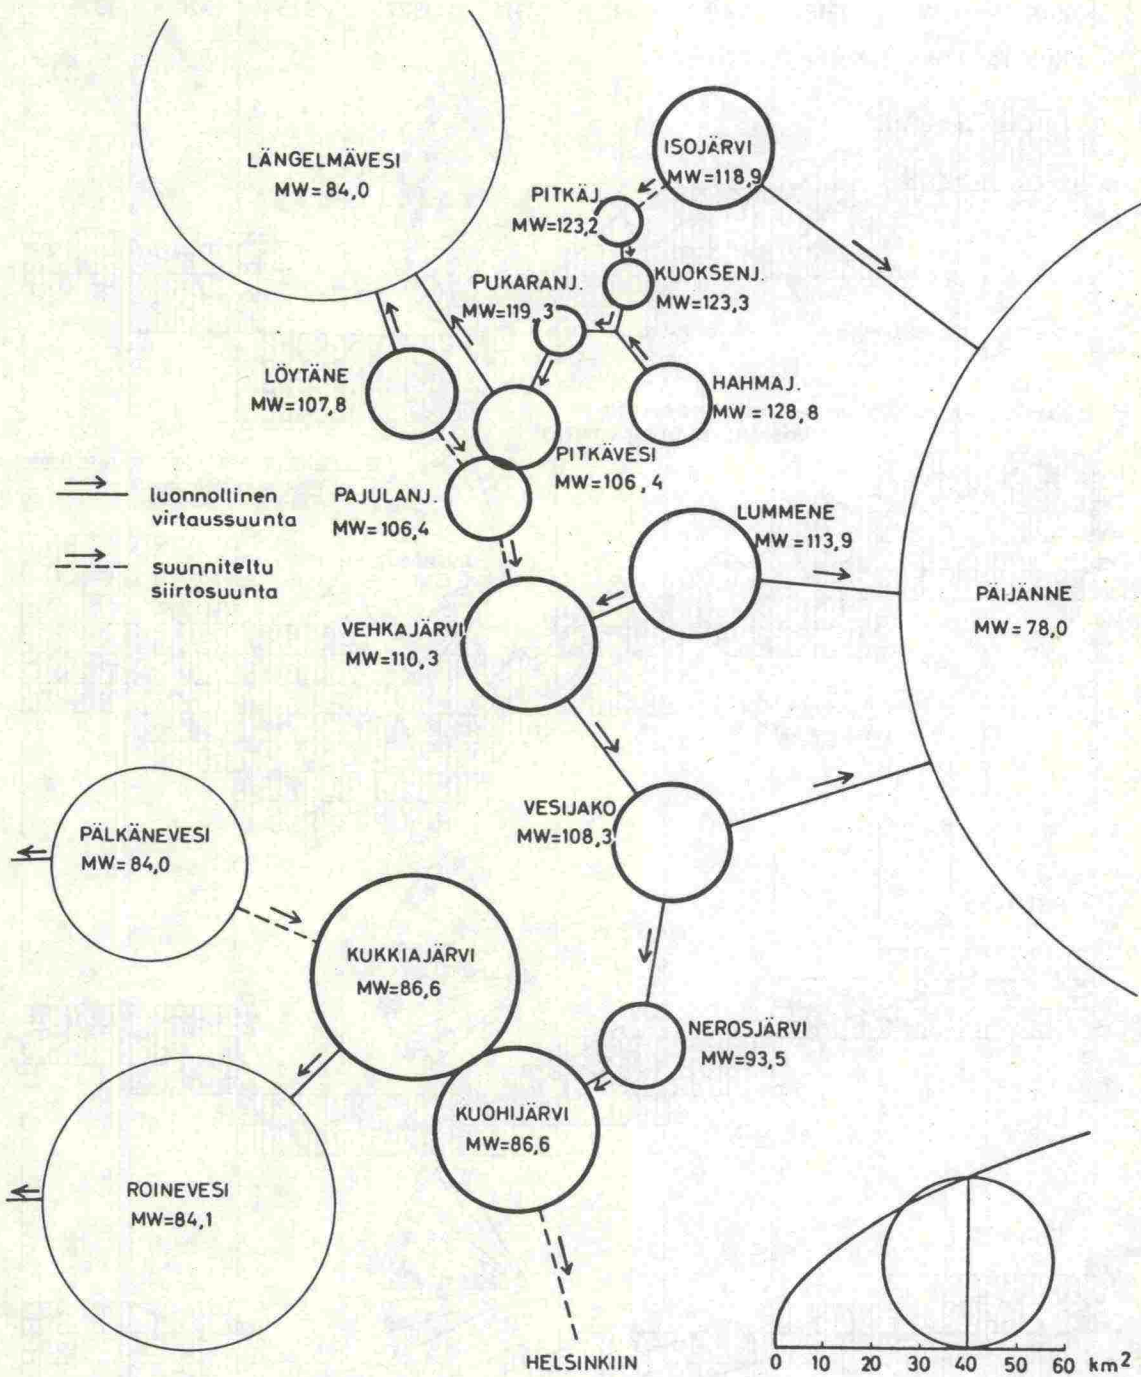 LÄNGELMÄVESI
MW=84,0
ISOJÄRVI
MW=118,9
PITKÄJ.
MW=123,2
KUOKSENJ.
MW=123,3
PUKARANJ.
MW=119,3
LÖYTÄNE
MW=107,8
HAHMAJ.
MW=128,8
PITKÄVESI
MW=106,4
PAJULANJ.
MW=106,4
luonnollinen
virtaussuunta
suunniteltu
siirtosuunta
LUMMENE
MW=113,9
PÄIJÄNNE
MW=78,0
VEHKAJÄRVI
MW=110,3
VESIJAKO
MW=108,3
PÄLKÄNEVESI
MW=84,0
KUKKIAJÄRVI
MW=86,6
NEROSJÄRVI
MW=93,5
KUOHIJÄRVI
MW=86,6
ROINEVESI
MW=84,1
HELSINKIIN
0 10 20 30 40 50 60 km²